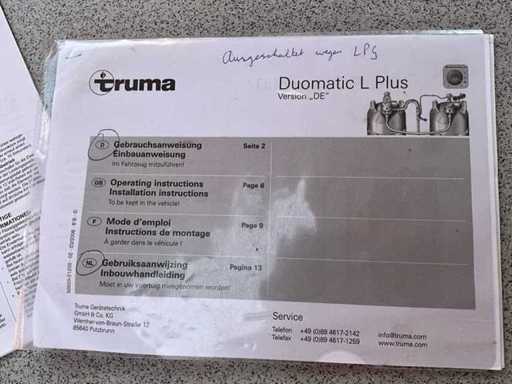 Ausgeschaltet wegen LPG
truma
Duomatic L Plus
Version „DE"
D Gebrauchsanweisung Seite 2
Einbauanweisung
Im Fahrzeug mitzuführen!
GB Operating instructions Page 6
Installation instructions
To be kept in the vehicle!
F Mode d'emploi Page 9
Instructions de montage
À garder dans le véhicule !
NL Gebruiksaanwijzing Pagina 13
Inbouwhandleiding
Moet in uw voertuig meegenomen worden!
Truma Gerätetechnik
GmbH & Co. KG
Wernher-von-Braun-Straße 12
85640 Putzbrunn
Service
Telefon +49 (0)89 4617-2142
Telefax +49 (0)89 4617-1259
info@truma.com
www.truma.com